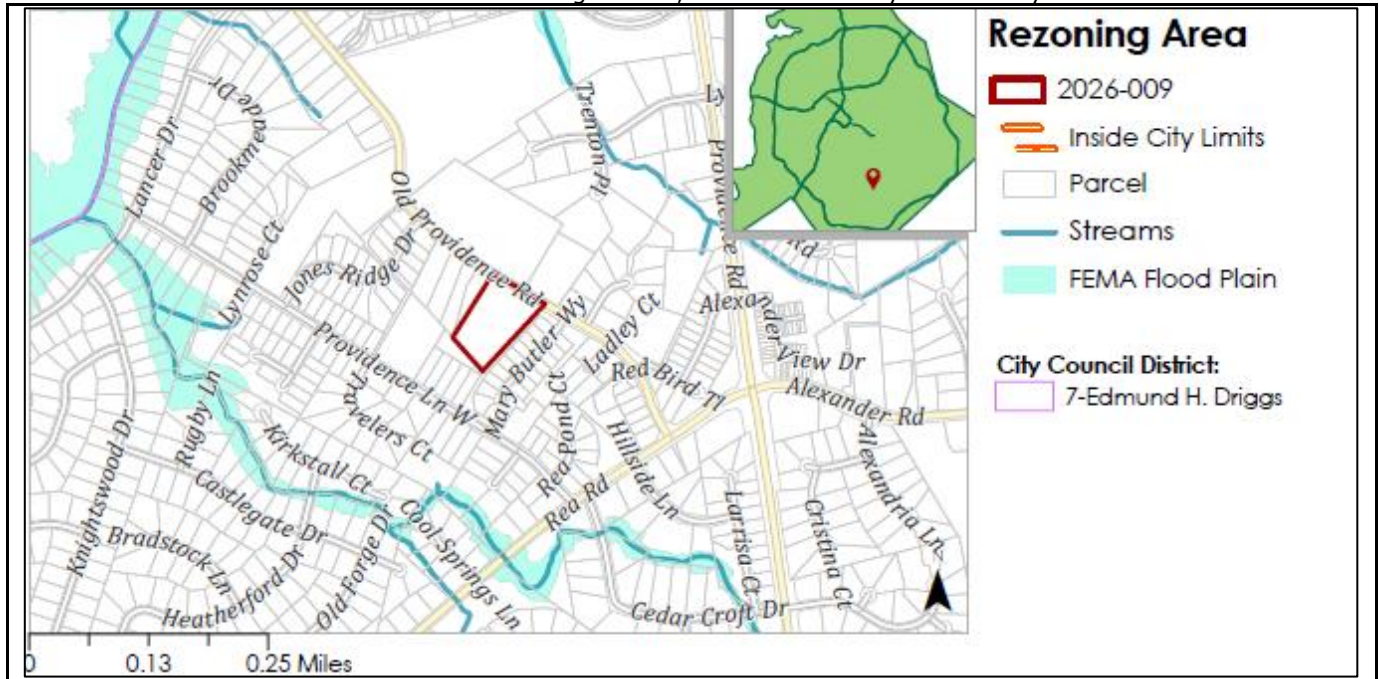 Rezoning Area
2026-009
Inside City Limits
Parcel
Streams
FEMA Flood Plain
City Council District:
7-Edmund H. Driggs
Lancer Dr
Brookmeade Dr
Lynrose Ct
Jones Ridge Dr
Old Providence Rd
Trenton Pl
Providence Rd
Rd
Alexander
View Dr
Alexander Rd
Ladley Ct
Mary Butler Wy
Red Bird Tl
Providence Ln W
Rea Pond Ct
Hillside Ln
Rea Rd
Rugby Ln
Kirkstall Ct
Castlegate Dr
Knightswood Dr
Bradstock Ln
Heatherford Dr
Old Forge Dr
Cool Springs Ln
Larrisa Ct
Cristina Ct
Alexandria Ln
Cedar Croft Dr
0 0.13 0.25 Miles